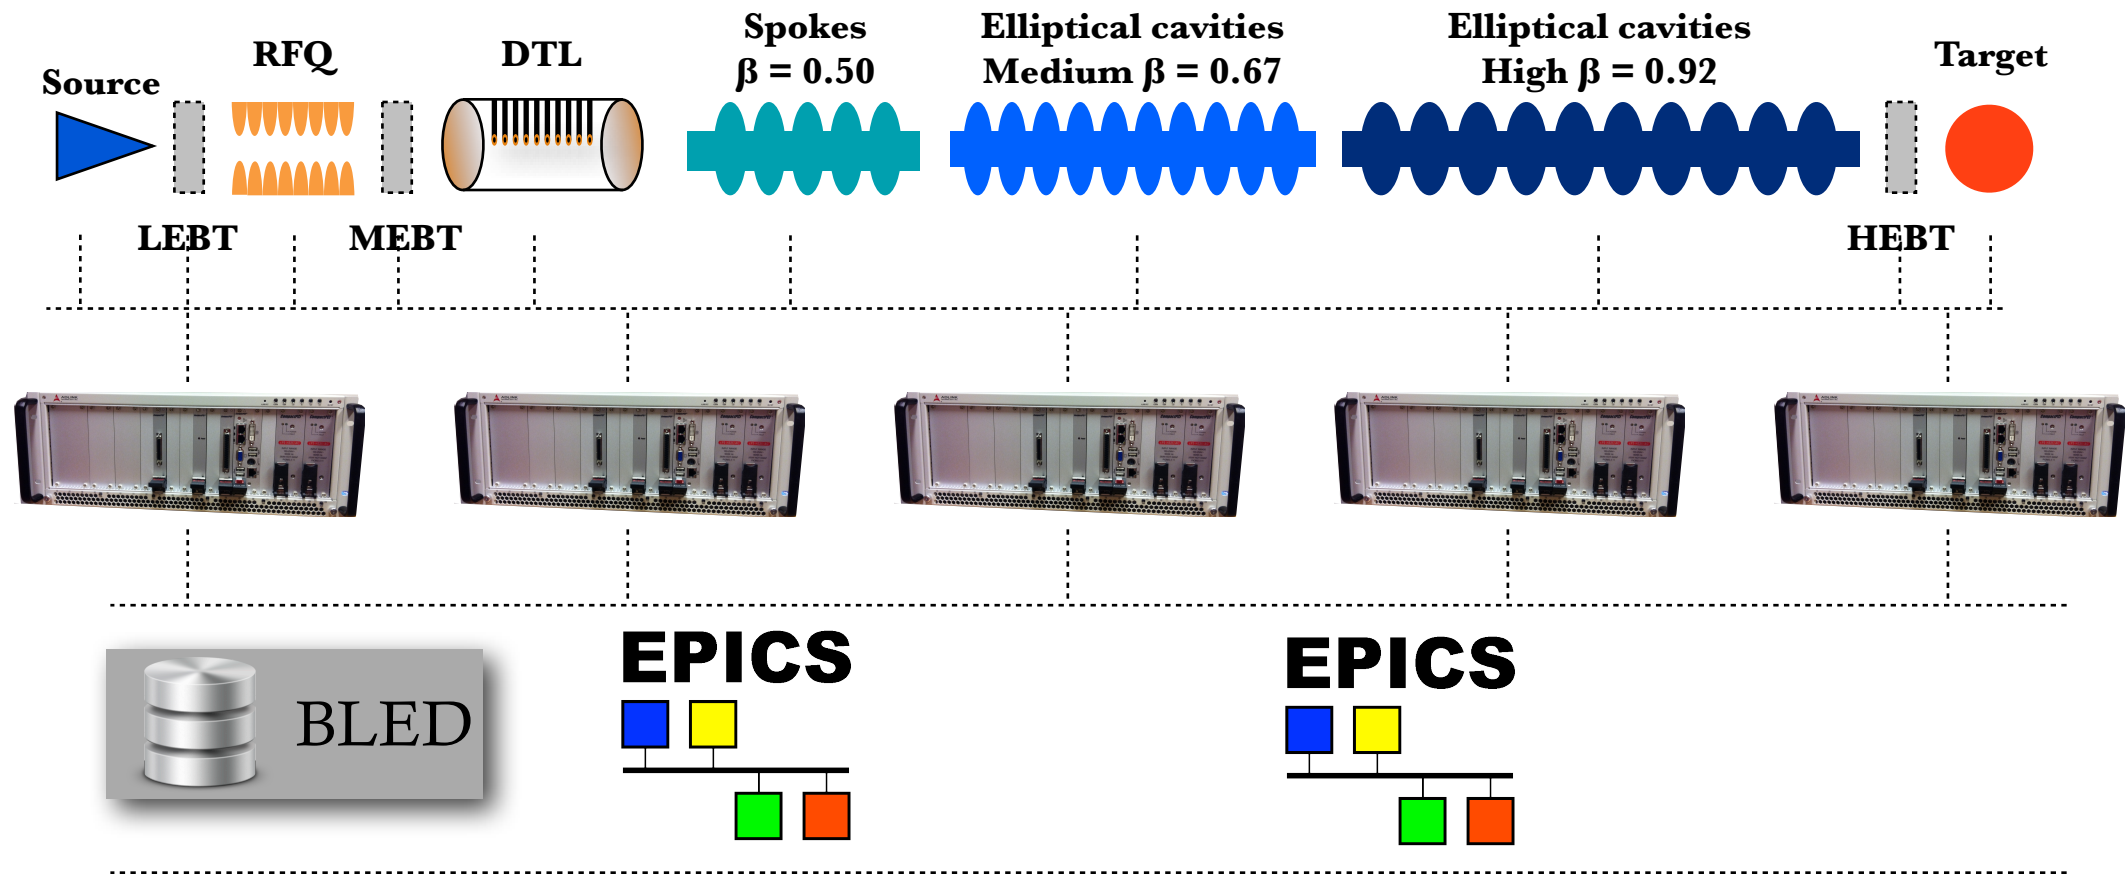 Source
RFQ
DTL
Spokes
β = 0.50
Elliptical cavities
Medium β = 0.67
Elliptical cavities
High β = 0.92
Target
LEBT
MEBT
HEBT
BLED
EPICS
EPICS